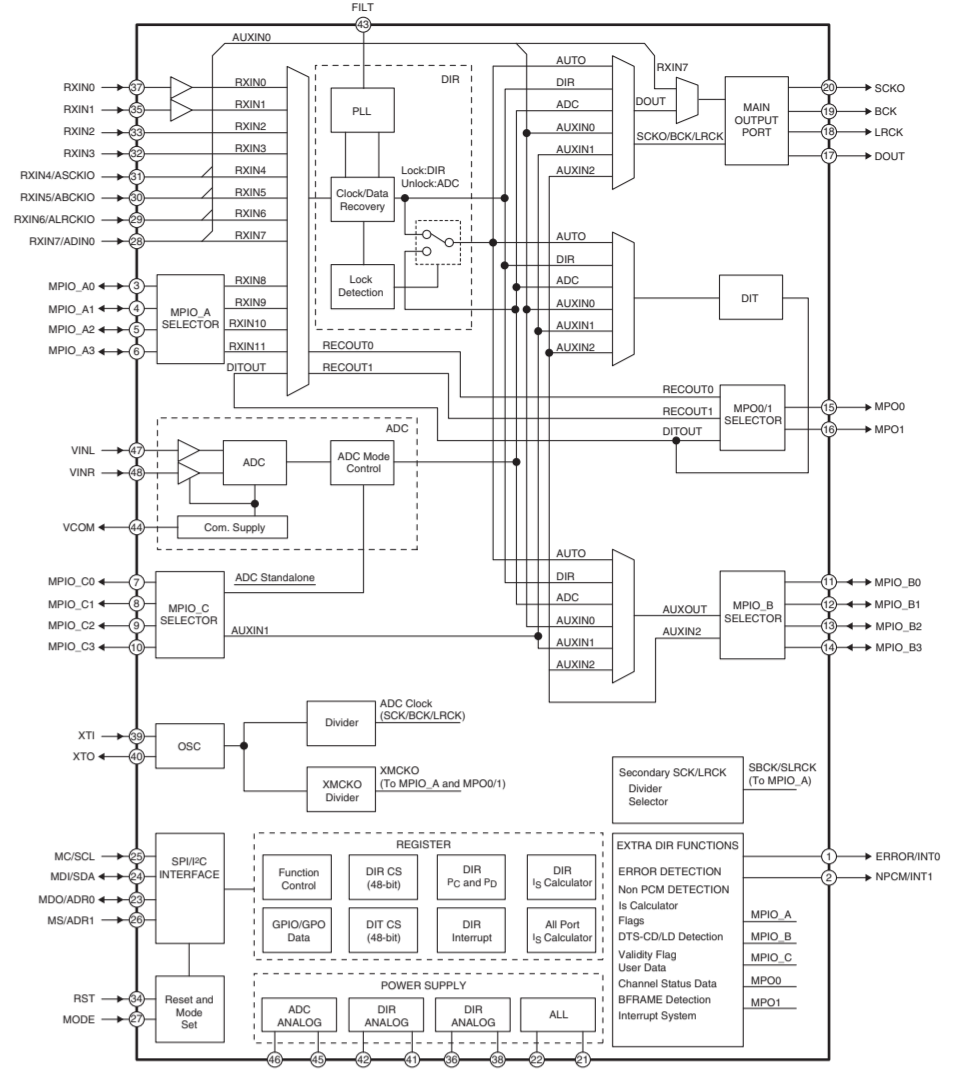 FILT
43
AUXIN0
RXIN0
37
RXIN0
RXIN1
35
RXIN1
RXIN2
33
RXIN2
RXIN3
32
RXIN3
RXIN4/ASCKIO
31
RXIN4
RXIN5/ABCKIO
30
RXIN5
RXIN6/ALRCKIO
29
RXIN6
RXIN7/ADIN0
28
RXIN7
MPIO_A0
3
MPIO_A1
4
MPIO_A2
5
MPIO_A3
6
MPIO_A
SELECTOR
RXIN8
RXIN9
RXIN10
RXIN11
DITOUT
RECOUT0
RECOUT1
DIR
PLL
Clock/Data
Recovery
Lock
Detection
Lock:DIR
Unlock:ADC
AUTO
DIR
ADC
AUXIN0
AUXIN1
AUXIN2
RXIN7
DOUT
SCKO/BCK/LRCK
MAIN
OUTPUT
PORT
20
SCKO
19
BCK
18
LRCK
17
DOUT
AUTO
DIR
ADC
AUXIN0
AUXIN1
AUXIN2
DIT
RECOUT0
RECOUT1
DITOUT
MPO0/1
SELECTOR
15
MPO0
16
MPO1
ADC
VINL
47
VINR
48
ADC
ADC Mode
Control
VCOM
44
Com. Supply
MPIO_C0
7
MPIO_C1
8
MPIO_C2
9
MPIO_C3
10
MPIO_C
SELECTOR
ADC Standalone
AUXIN1
AUTO
DIR
ADC
AUXIN0
AUXIN1
AUXIN2
AUXOUT
AUXIN2
MPIO_B
SELECTOR
11
MPIO_B0
12
MPIO_B1
13
MPIO_B2
14
MPIO_B3
XTI
39
XTO
40
OSC
Divider
ADC Clock
(SCK/BCK/LRCK)
XMCKO
Divider
XMCKO
(To MPIO_A and MPO0/1)
Secondary SCK/LRCK
Divider
Selector
SBCK/SLRCK
(To MPIO_A)
MC/SCL
25
MDI/SDA
24
MDO/ADR0
23
MS/ADR1
26
SPI/I²C
INTERFACE
REGISTER
Function
Control
DIR CS
(48-bit)
DIR
PC and PD
DIR
IS Calculator
GPIO/GPO
Data
DIT CS
(48-bit)
DIR
Interrupt
All Port
IS Calculator
EXTRA DIR FUNCTIONS
ERROR DETECTION
Non PCM DETECTION
Is Calculator
Flags
DTS-CD/LD Detection
Validity Flag
User Data
Channel Status Data
BFRAME Detection
Interrupt System
1
ERROR/INT0
2
NPCM/INT1
MPIO_A
MPIO_B
MPIO_C
MPO0
MPO1
RST
34
MODE
27
Reset and
Mode
Set
POWER SUPPLY
ADC
ANALOG
DIR
ANALOG
DIR
ANALOG
ALL
46
45
42
41
36
38
22
21